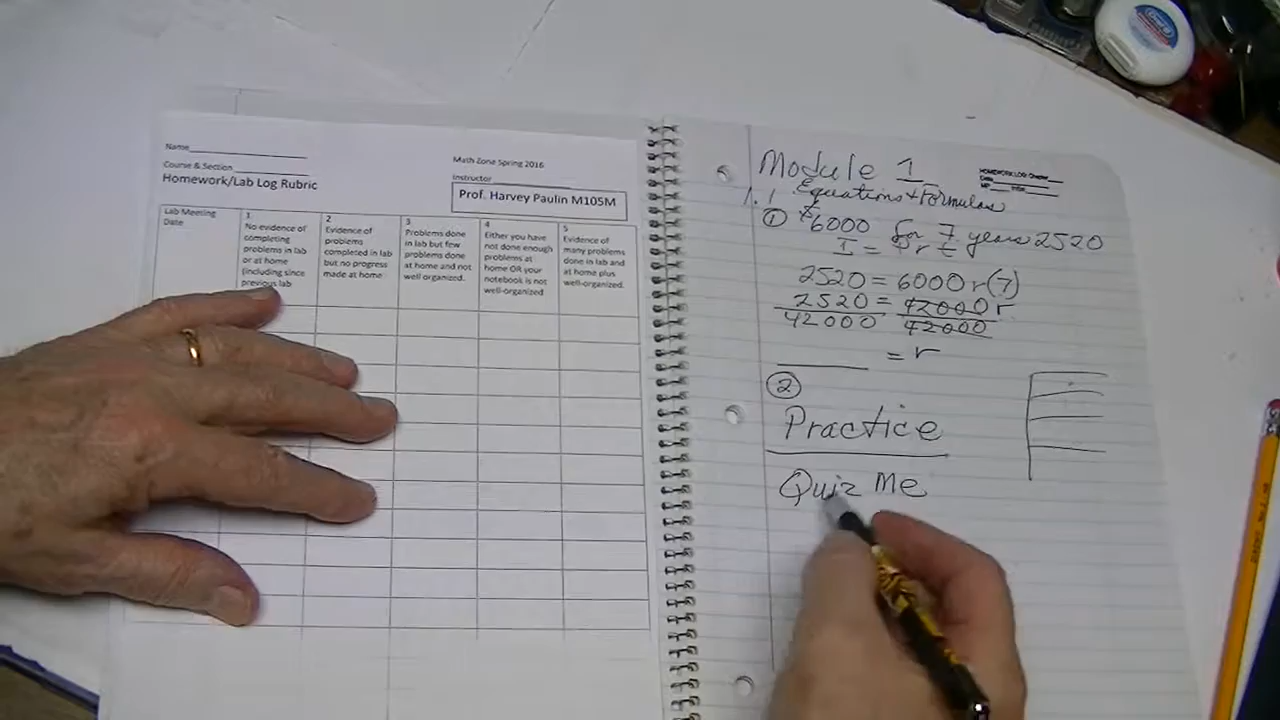 Name
Course & Section
Homework/Lab Log Rubric
Math Zone Spring 2016
Instructor
Prof. Harvey Paulin M105M
Lab Meeting
Date
1
No evidence of
completing
problems in lab
or at home
(including since
previous lab
2
Evidence of
problems
completed in lab
but no progress
made at home
3
Problems done
in lab but few
problems done
at home and not
well organized.
4
Either you have
not done enough
problems at
home OR your
notebook is not
well-organized
5
Evidence of
many problems
done in lab and
at home plus
well-organized.
Module 1
1.1 Equations + Formulas
① $6000 for 7 years 2520
I = Prt
2520 = 6000r(7)
2520 = 42000r
42000 42000
= r
②
Practice
Quiz Me